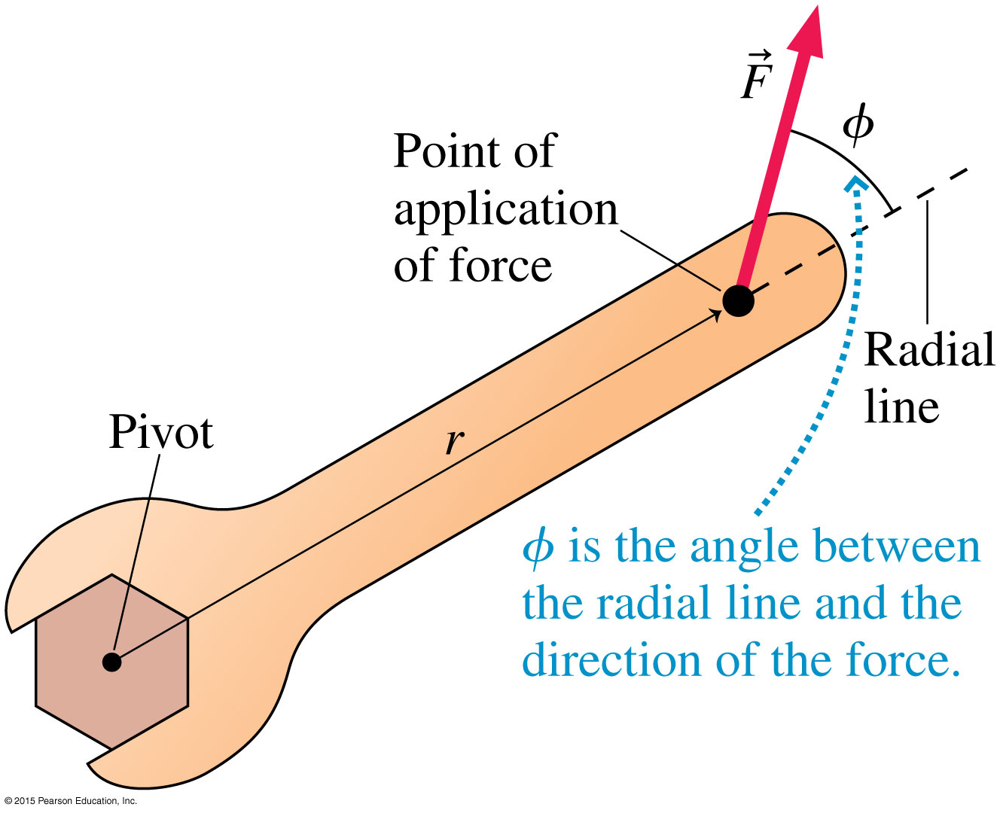 F⃗
ϕ
Point of
application
of force
Radial
line
Pivot
r
ϕ is the angle between
the radial line and the
direction of the force.
© 2015 Pearson Education, Inc.